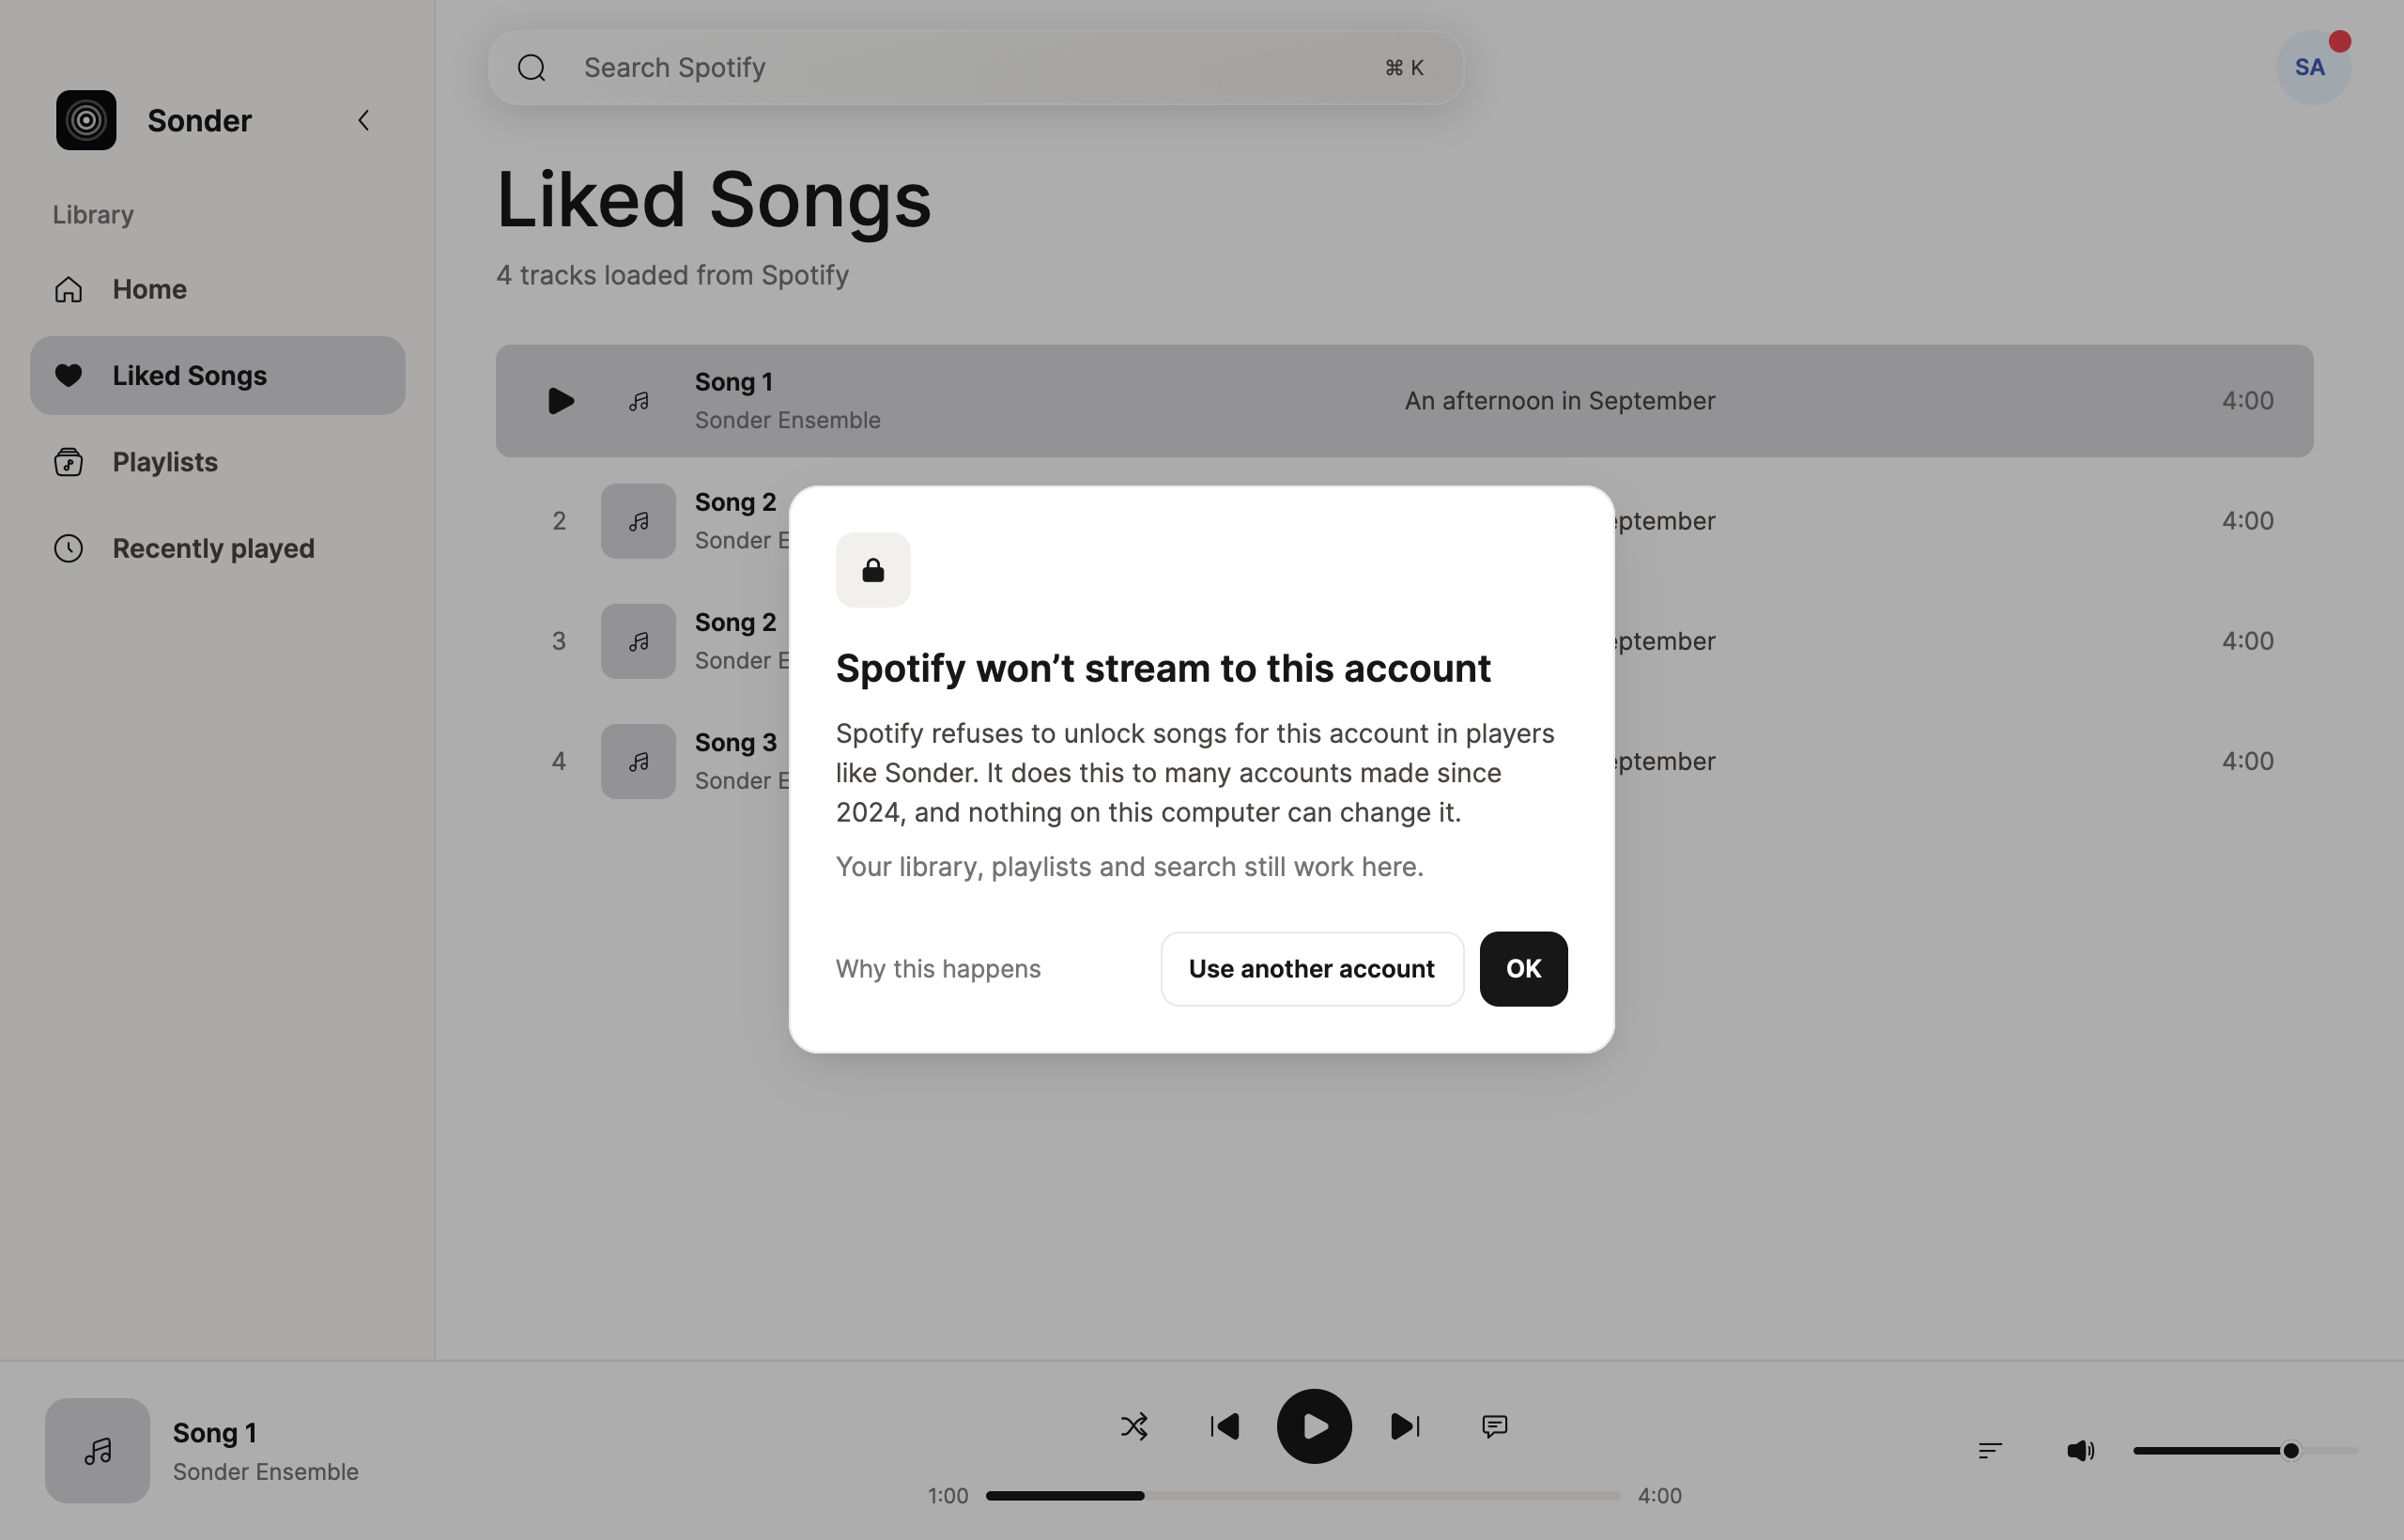 Search Spotify
⌘ K
SA
Sonder
Library
Home
Liked Songs
Playlists
Recently played
Liked Songs
4 tracks loaded from Spotify
Song 1
Sonder Ensemble
An afternoon in September
4:00
2
Song 2
Sonder E
eptember
4:00
3
Song 2
Sonder E
eptember
4:00
4
Song 3
Sonder E
eptember
4:00
Spotify won’t stream to this account
Spotify refuses to unlock songs for this account in players
like Sonder. It does this to many accounts made since
2024, and nothing on this computer can change it.
Your library, playlists and search still work here.
Why this happens
Use another account
OK
Song 1
Sonder Ensemble
1:00
4:00